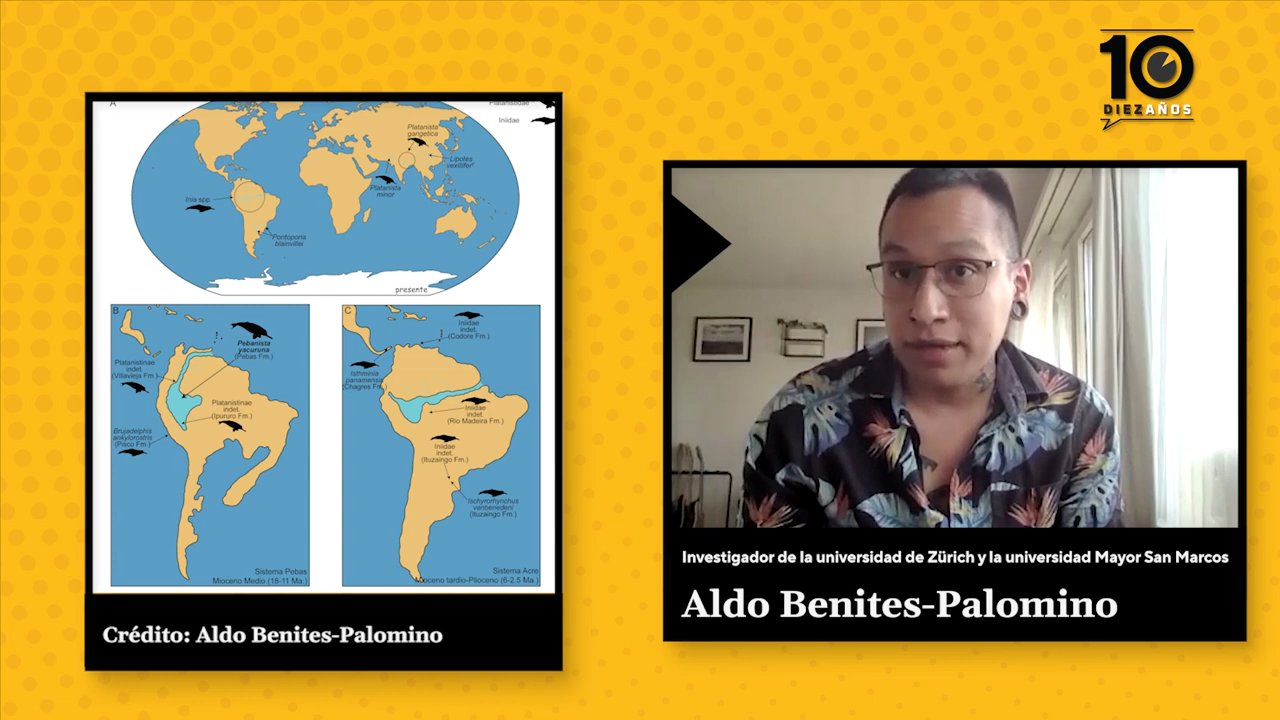 10
DIEZ AÑOS
A
Platanistidae
Iniidae
Platanista
gangetica
Lipotes
vexillifer
Platanista
minor
Inia spp.
Pontoporia
blainvillei
presente
B
Pebanista
yacuruna
(Pebas Fm.)
Platanistinae
indet.
(Villavieja Fm.)
Platanistinae
indet.
(Ipururo Fm.)
Brujadelphis
ankylorostris
(Pisco Fm.)
Sistema Pebas
Mioceno Medio (16-11 Ma.)
C
Iniidae
indet.
(Codore Fm.)
Isthminia
panamensis
(Chagres Fm.)
Iniidae
indet.
(Rio Madeira Fm.)
Iniidae
indet.
(Ituzaingo Fm.)
Ischyrorhynchus
vanbenedeni
(Ituzaingo Fm.)
Sistema Acre
Mioceno tardio-Plioceno (6-2.5 Ma.)
Crédito: Aldo Benites-Palomino
Investigador de la universidad de Zürich y la universidad Mayor San Marcos
Aldo Benites-Palomino